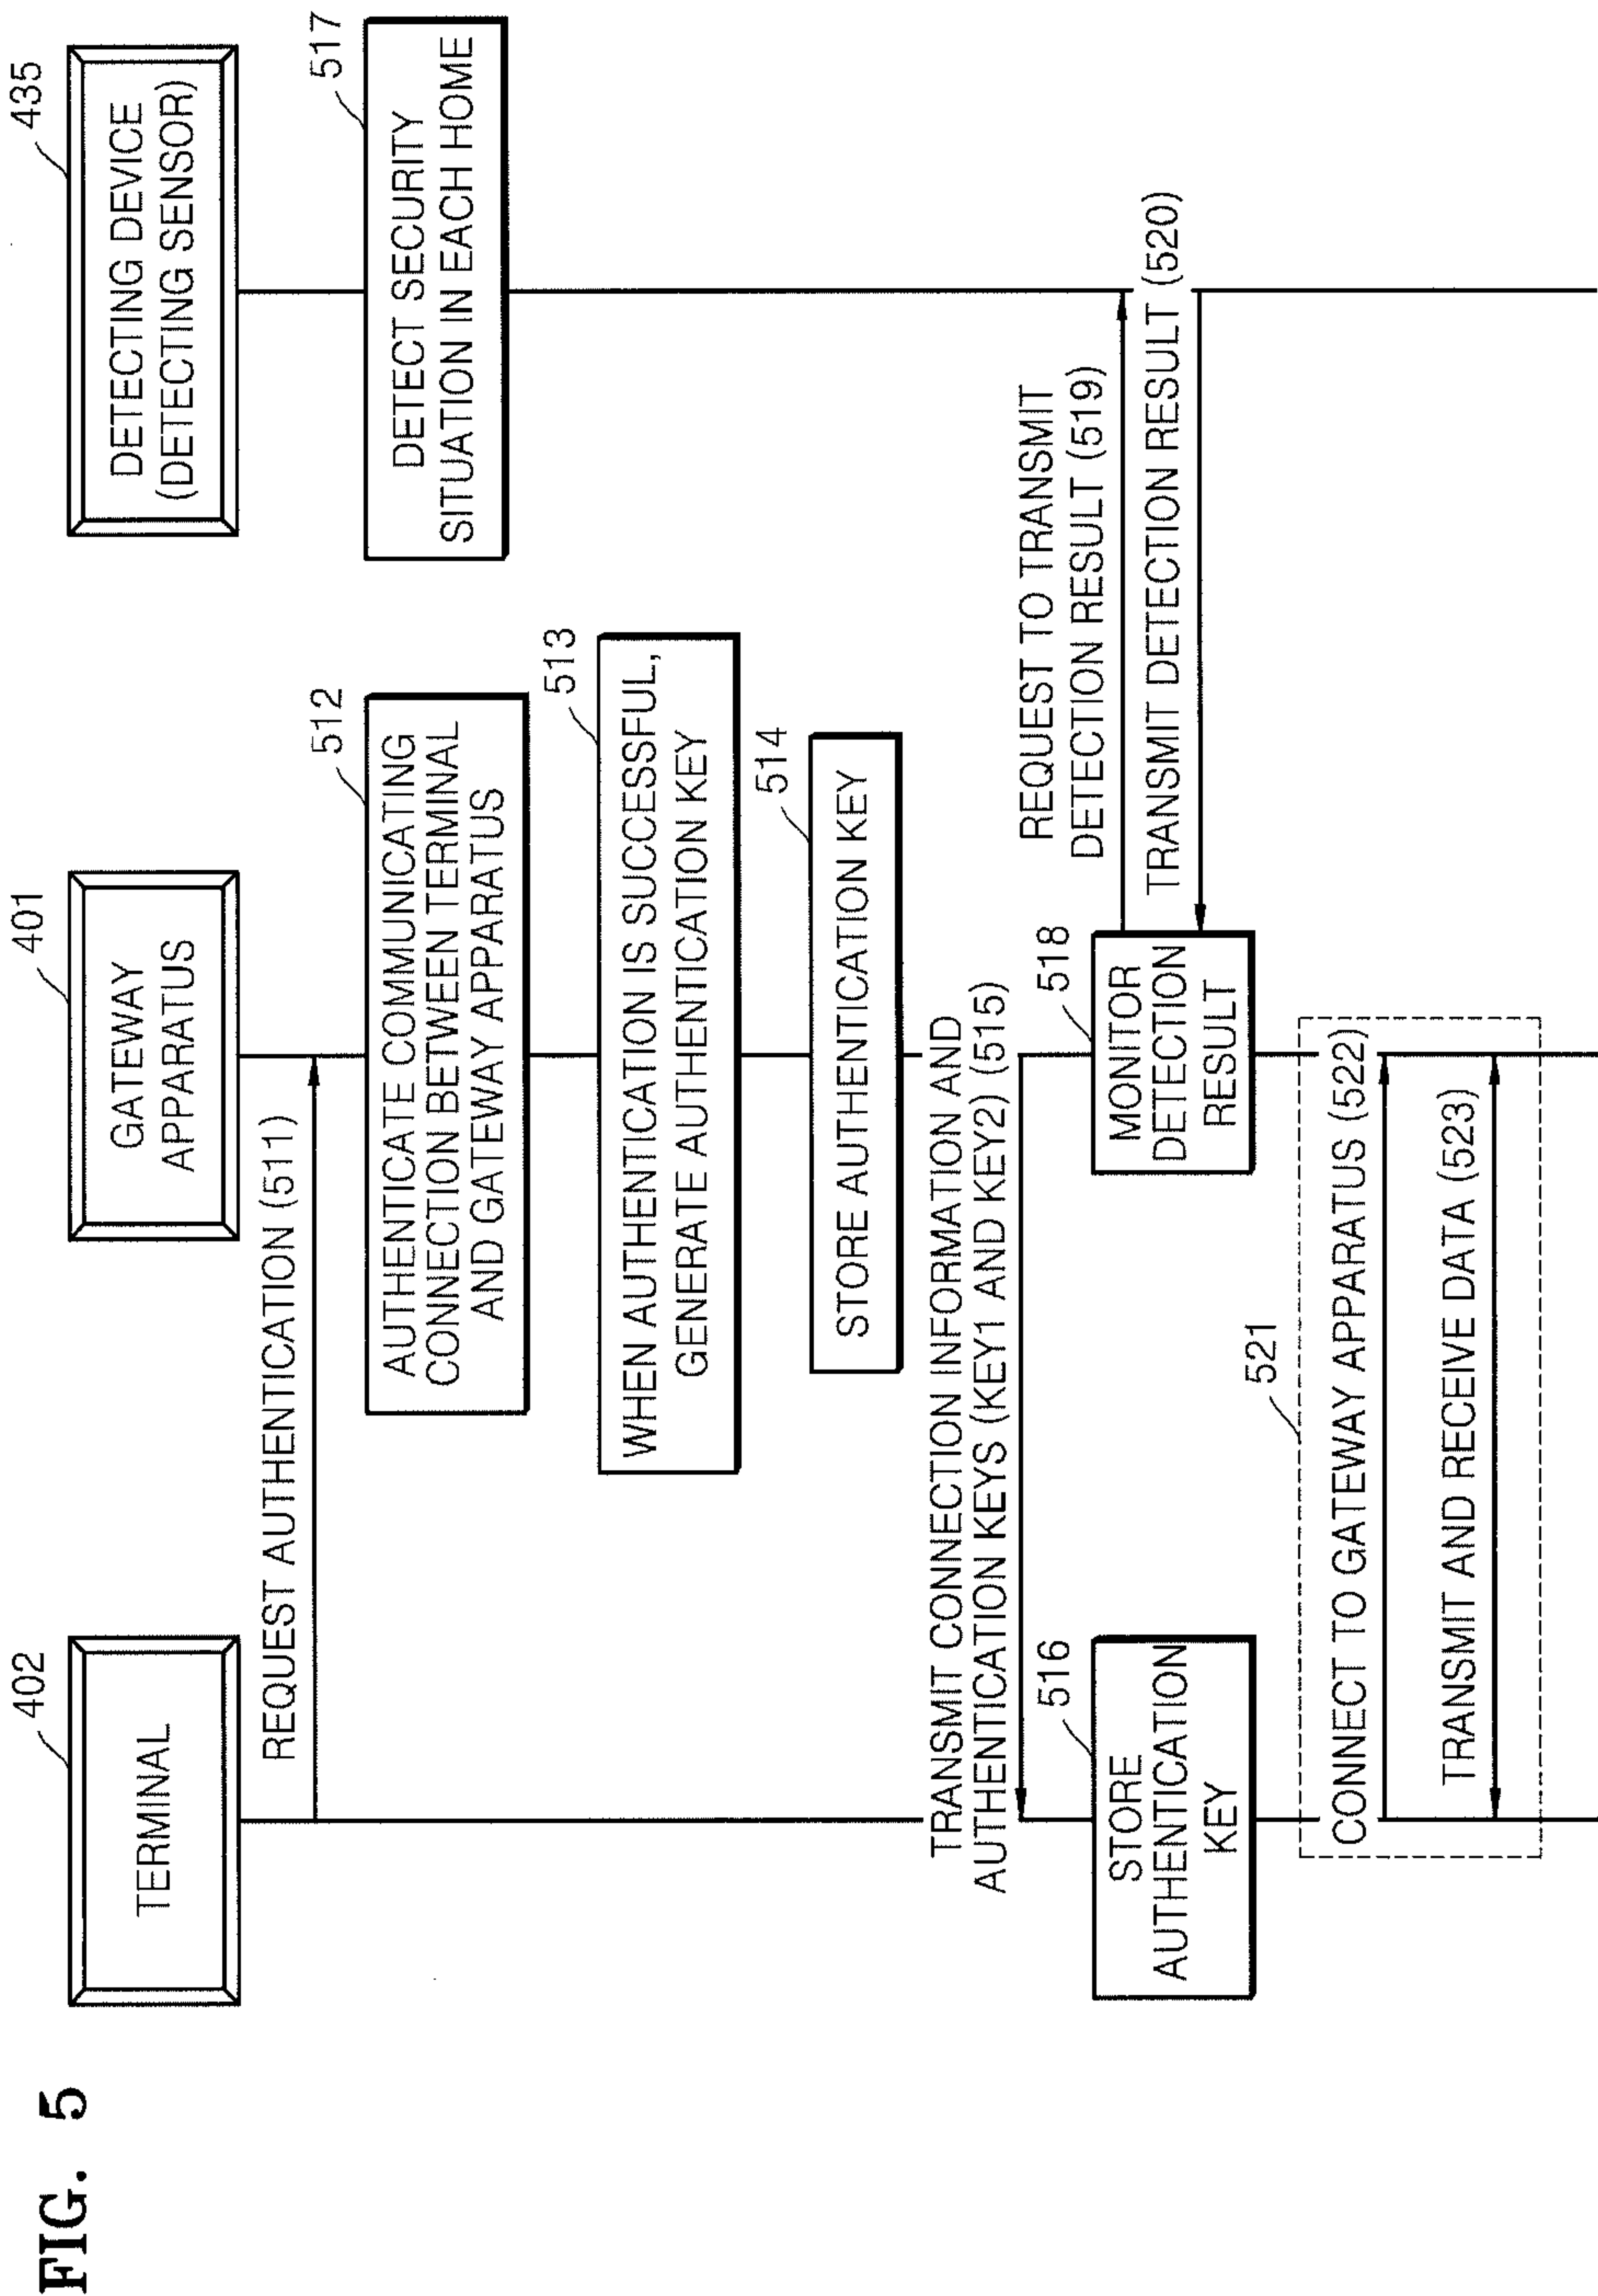 FIG. 5
402
TERMINAL
401
GATEWAY
APPARATUS
435
DETECTING DEVICE
(DETECTING SENSOR)
REQUEST AUTHENTICATION (511)
512
AUTHENTICATE COMMUNICATING
CONNECTION BETWEEN TERMINAL
AND GATEWAY APPARATUS
517
DETECT SECURITY
SITUATION IN EACH HOME
513
WHEN AUTHENTICATION IS SUCCESSFUL,
GENERATE AUTHENTICATION KEY
514
STORE AUTHENTICATION KEY
TRANSMIT CONNECTION INFORMATION AND
AUTHENTICATION KEYS (KEY1 AND KEY2) (515)
516
STORE
AUTHENTICATION
KEY
518
MONITOR
DETECTION
RESULT
REQUEST TO TRANSMIT
DETECTION RESULT (519)
TRANSMIT DETECTION RESULT (520)
521
CONNECT TO GATEWAY APPARATUS (522)
TRANSMIT AND RECEIVE DATA (523)